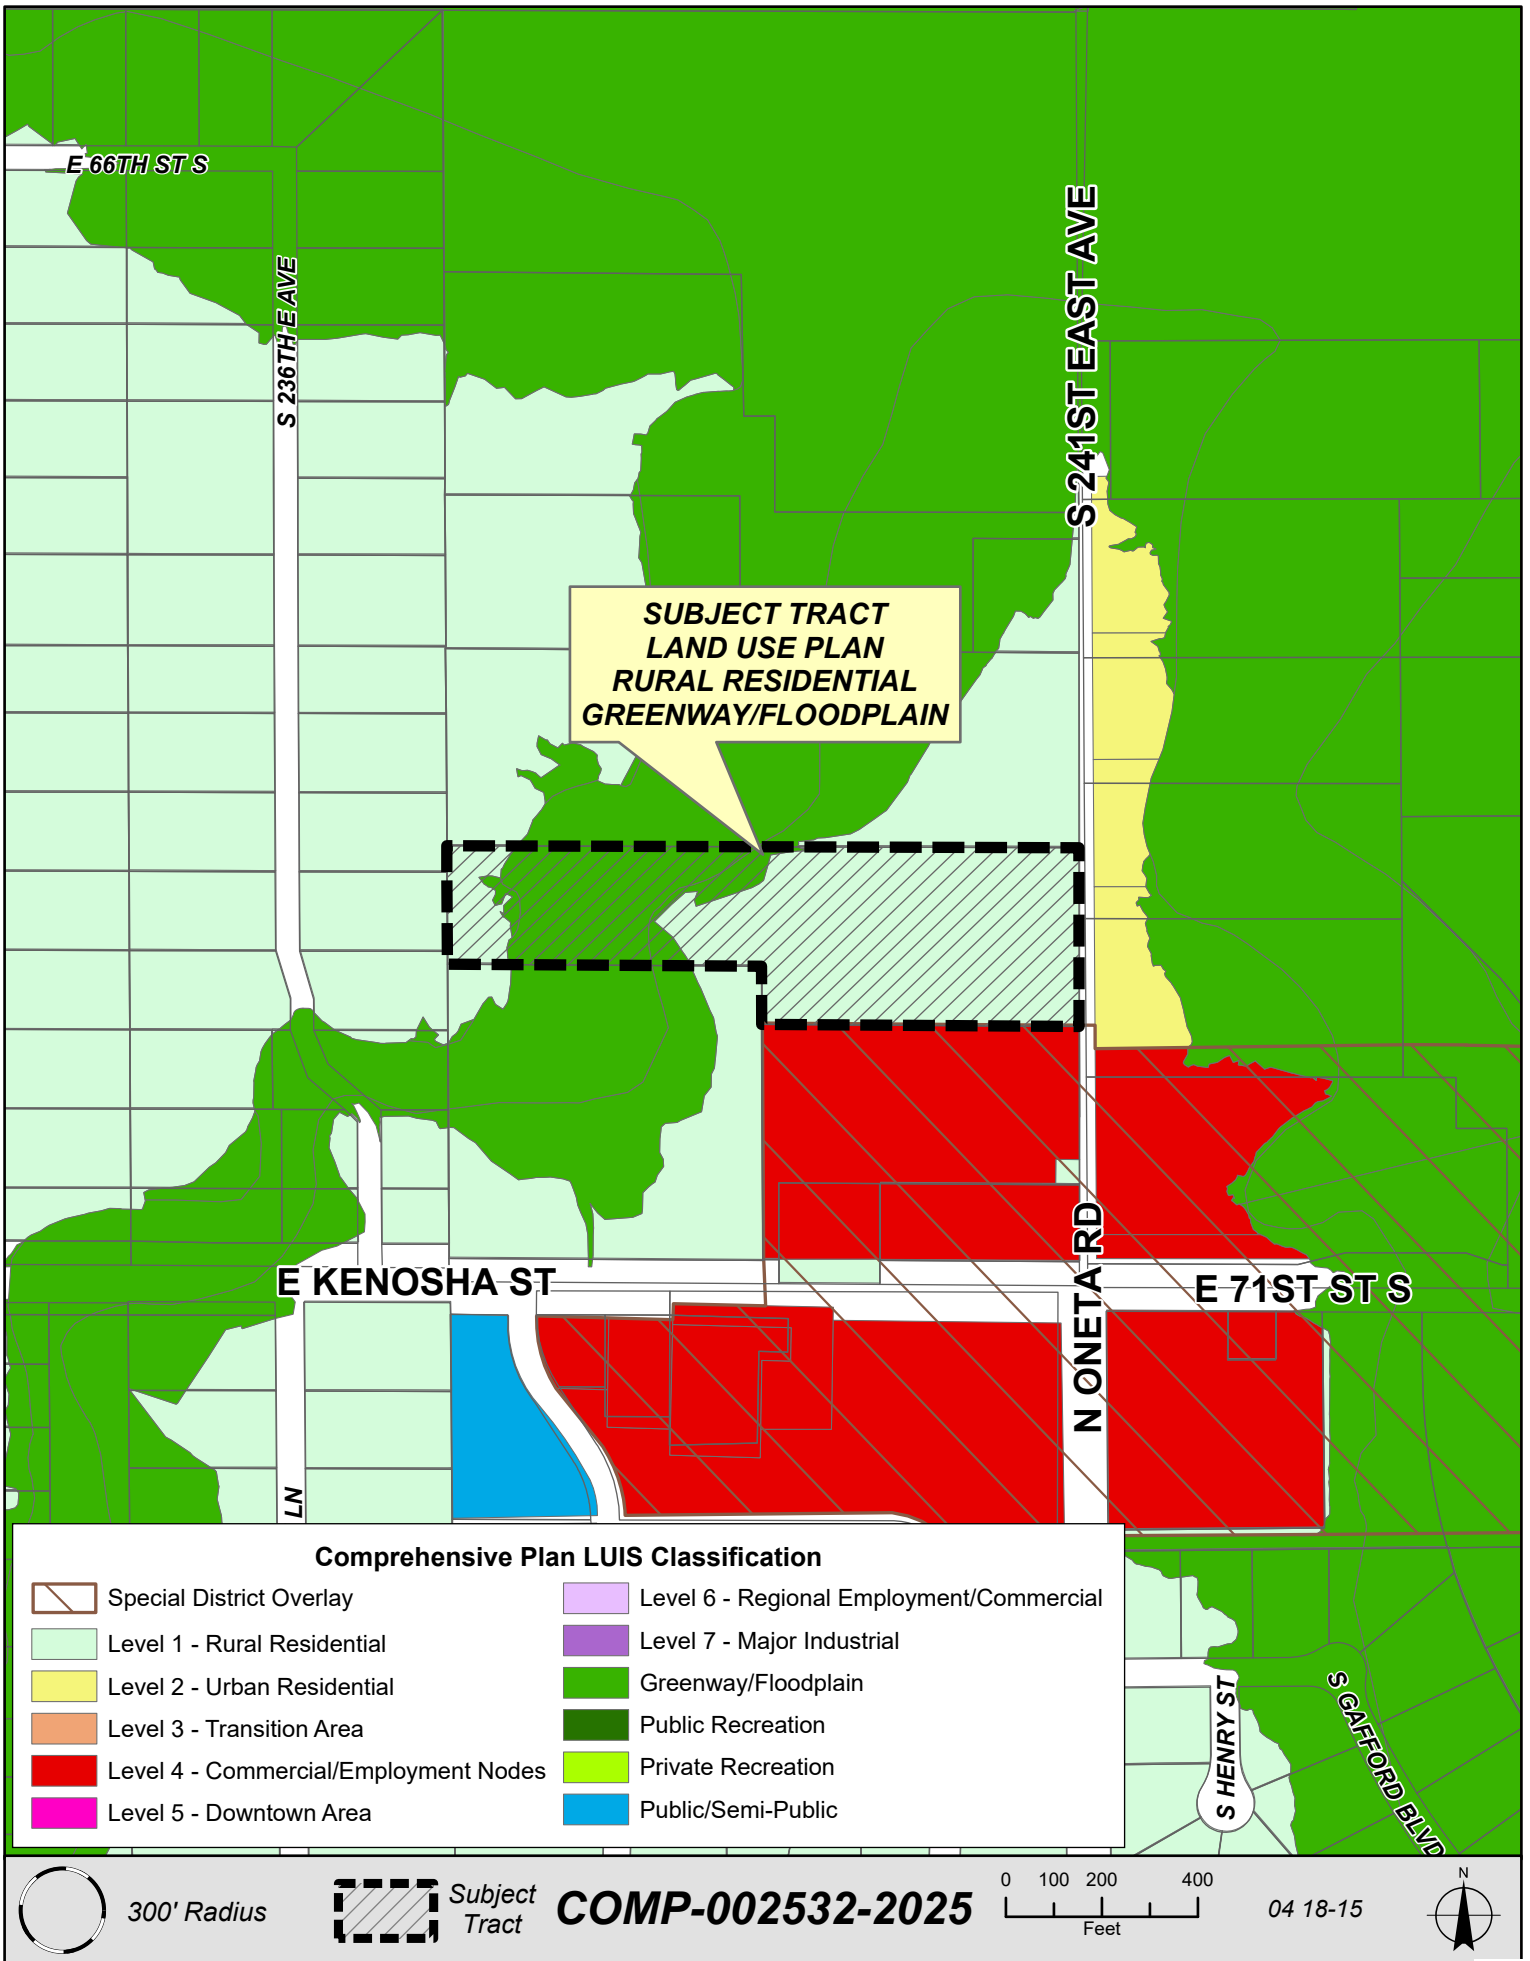 E 66TH ST S
S 236TH E AVE
S 241ST EAST AVE
SUBJECT TRACT
LAND USE PLAN
RURAL RESIDENTIAL
GREENWAY/FLOODPLAIN
E KENOSHA ST
N ONETA RD
E 71ST ST S
LN
Comprehensive Plan LUIS Classification
Special District Overlay
Level 1 - Rural Residential
Level 2 - Urban Residential
Level 3 - Transition Area
Level 4 - Commercial/Employment Nodes
Level 5 - Downtown Area
Level 6 - Regional Employment/Commercial
Level 7 - Major Industrial
Greenway/Floodplain
Public Recreation
Private Recreation
Public/Semi-Public
S HENRY ST
S GAFFORD BLVD
300' Radius
Subject
Tract
COMP-002532-2025
0 100 200 400
Feet
04 18-15
N